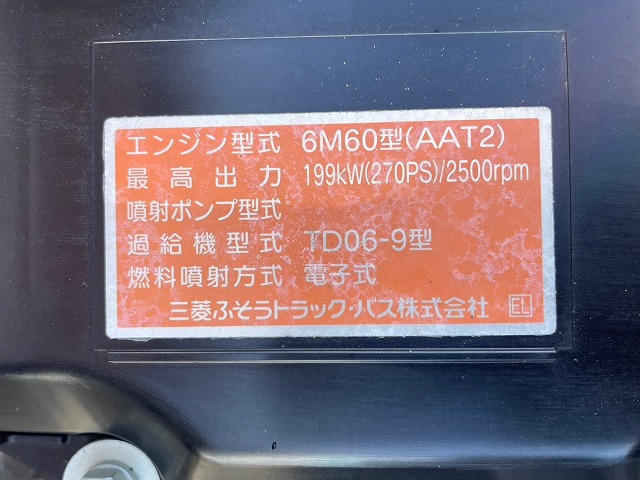 エンジン型式 6M60型(AAT2)
最高出力 199kW(270PS)/2500rpm
噴射ポンプ型式
過給機型式 TD06-9型
燃料噴射方式 電子式
三菱ふそうトラック・バス株式会社 EL